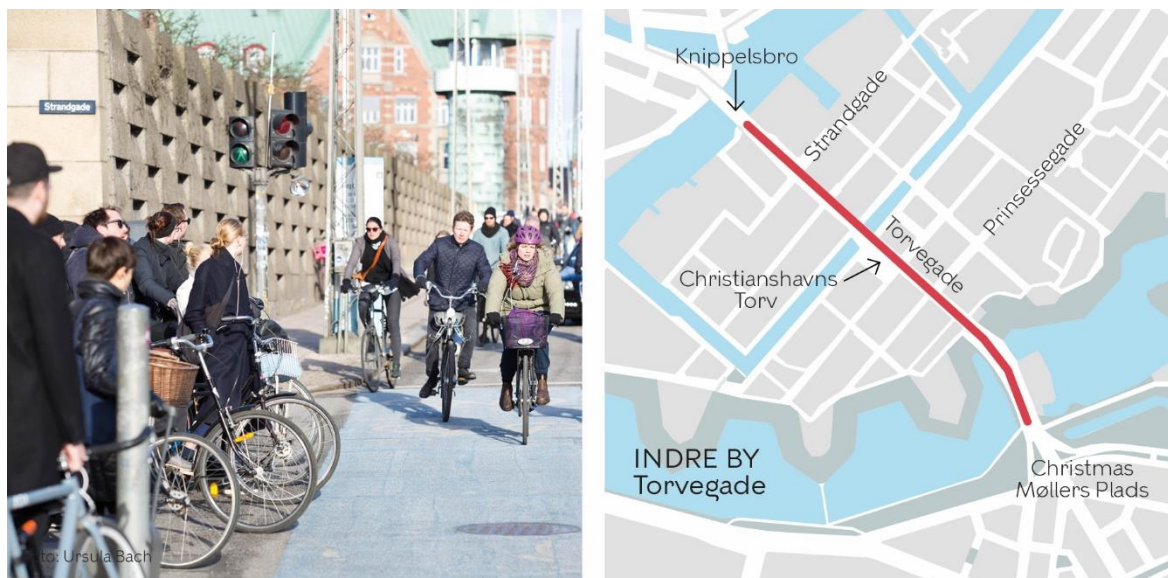 Strandgade
Foto: Ursula Bach
Knippelsbro
Strandgade
Prinsessegade
Torvegade
Christianshavns
Torv
INDRE BY
Torvegade
Christmas
Møllers Plads